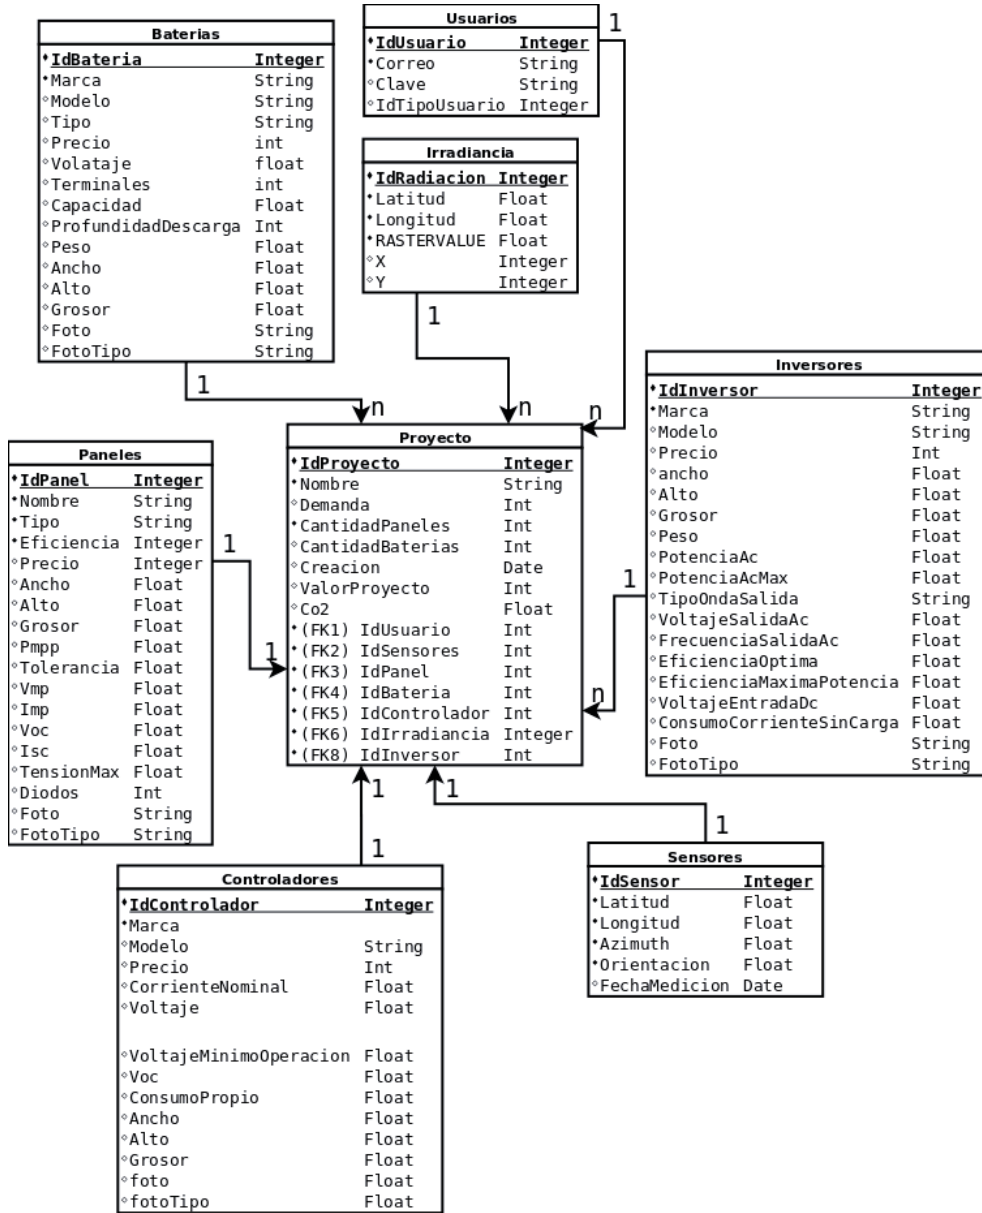 Baterias
IdBateria Integer
Marca String
Modelo String
Tipo String
Precio int
Volataje float
Terminales int
Capacidad Float
ProfundidadDescarga Int
Peso Float
Ancho Float
Alto Float
Grosor Float
Foto String
FotoTipo String
1
n
Usuarios
IdUsuario Integer
Correo String
Clave String
IdTipoUsuario Integer
1
n
Irradiancia
IdRadiacion Integer
Latitud Float
Longitud Float
RASTERVALUE Float
X Integer
Y Integer
1
n
Paneles
IdPanel Integer
Nombre String
Tipo String
Eficiencia Integer
Precio Integer
Ancho Float
Alto Float
Grosor Float
Pmpp Float
Tolerancia Float
Vmp Float
Imp Float
Voc Float
Isc Float
TensionMax Float
Diodos Int
Foto String
FotoTipo String
1
1
Proyecto
IdProyecto Integer
Nombre String
Demanda Int
CantidadPaneles Int
CantidadBaterias Int
Creacion Date
ValorProyecto Int
Co2 Float
(FK1) IdUsuario Int
(FK2) IdSensores Int
(FK3) IdPanel Int
(FK4) IdBateria Int
(FK5) IdControlador Int
(FK6) IdIrradiancia Integer
(FK8) IdInversor Int
Inversores
IdInversor Integer
Marca String
Modelo String
Precio Int
ancho Float
Alto Float
Grosor Float
Peso Float
PotenciaAc Float
PotenciaAcMax Float
TipoOndaSalida String
VoltajeSalidaAc Float
FrecuenciaSalidaAc Float
EficienciaOptima Float
EficienciaMaximaPotencia Float
VoltajeEntradaDc Float
ConsumoCorrienteSinCarga Float
Foto String
FotoTipo String
1
n
1
1
Controladores
IdControlador Integer
Marca
Modelo String
Precio Int
CorrienteNominal Float
Voltaje Float
VoltajeMinimoOperacion Float
Voc Float
ConsumoPropio Float
Ancho Float
Alto Float
Grosor Float
foto Float
fotoTipo Float
1
1
Sensores
IdSensor Integer
Latitud Float
Longitud Float
Azimuth Float
Orientacion Float
FechaMedicion Date